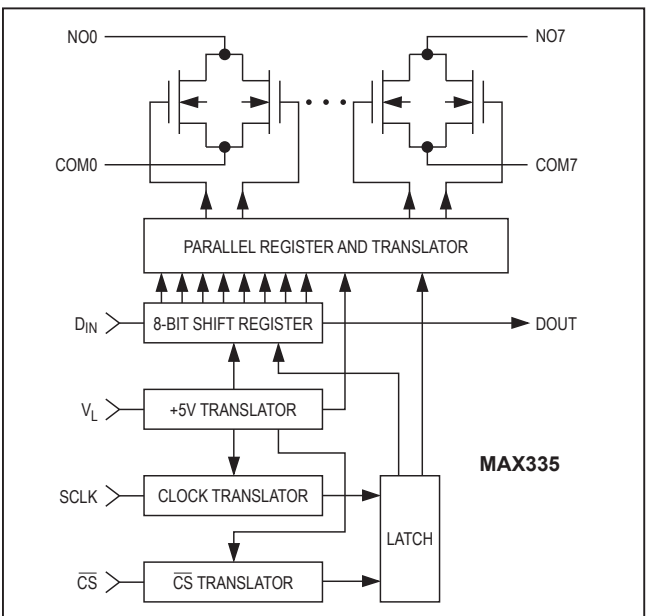 NO0
NO7
COM0
COM7
PARALLEL REGISTER AND TRANSLATOR
DIN
8-BIT SHIFT REGISTER
DOUT
VL
+5V TRANSLATOR
MAX335
SCLK
CLOCK TRANSLATOR
LATCH
CS
CS TRANSLATOR